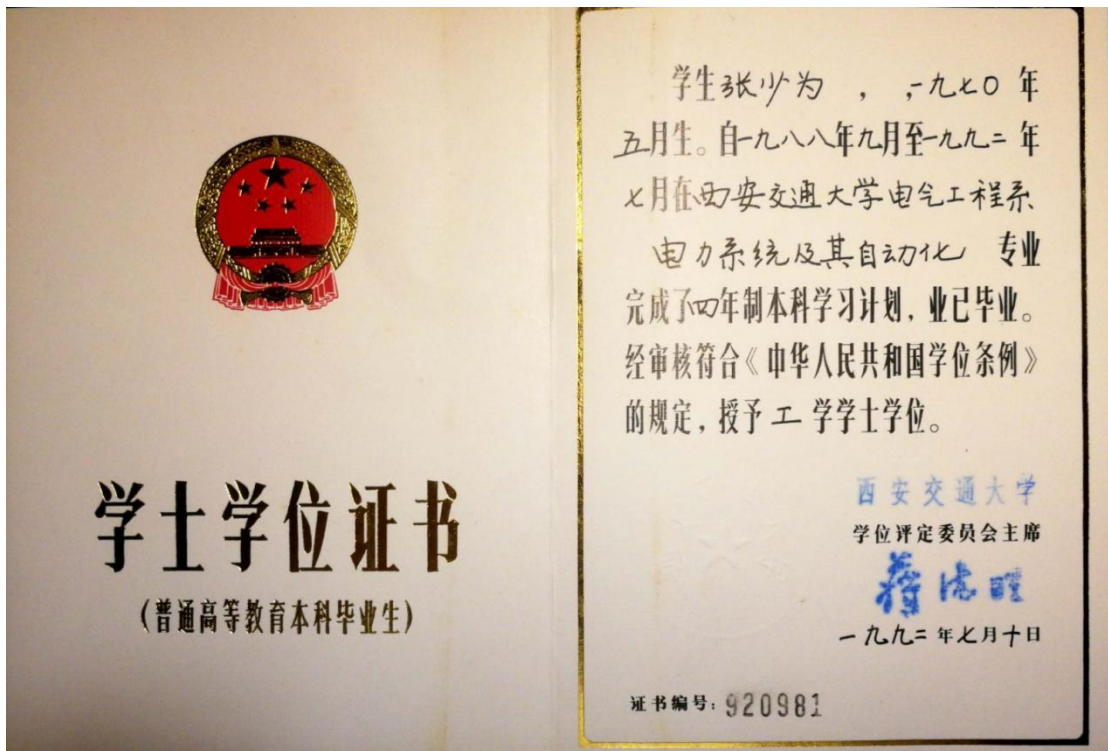 学士学位证书
(普通高等教育本科毕业生)
学生张少为 , ,一九七〇 年
五月生。自一九八八年九月至一九九二 年
七月在西安交通大学电气工程系
电力系统及其自动化 专业
完成了四年制本科学习计划, 业已毕业。
经审核符合《中华人民共和国学位条例》
的规定, 授予 工 学学士学位。
西安交通大学
学位评定委员会主席
蒋德明
一九九二年七月十日
证书编号: 920981